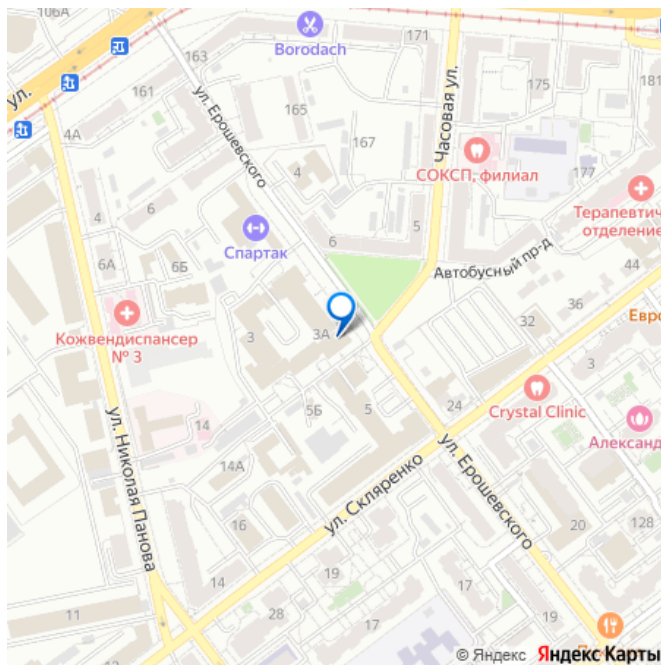 106А
163
171
Borodach
ул.
161
ул. Ерошевского
165
Часовая ул.
175
181
4А
167
4
СОКСП, филиал
177
4
6
Терапевтич
отделение
Спартак
6
5
6А
6Б
Автобусный пр-д
44
36
Кожвендиспансер
№ 3
3
3А
32
Евро
3
14
5Б
5
24
Crystal Clinic
Александ
ул. Николая Панова
14А
ул. Скляренко
ул. Ерошевского
16
20
128
19
14
17
19
11
28
17
19
© Яндекс Яндекс Карты